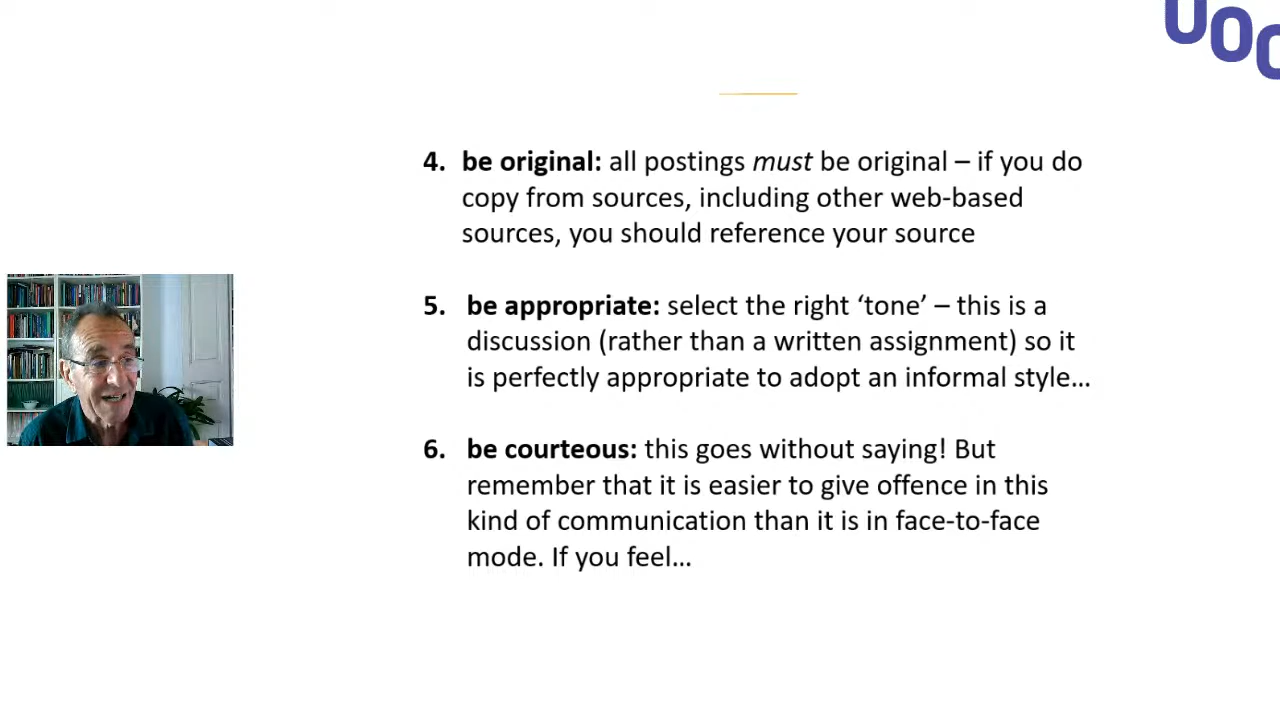 UOC
4. be original: all postings must be original – if you do
copy from sources, including other web-based
sources, you should reference your source
5. be appropriate: select the right ‘tone’ – this is a
discussion (rather than a written assignment) so it
is perfectly appropriate to adopt an informal style…
6. be courteous: this goes without saying! But
remember that it is easier to give offence in this
kind of communication than it is in face-to-face
mode. If you feel…